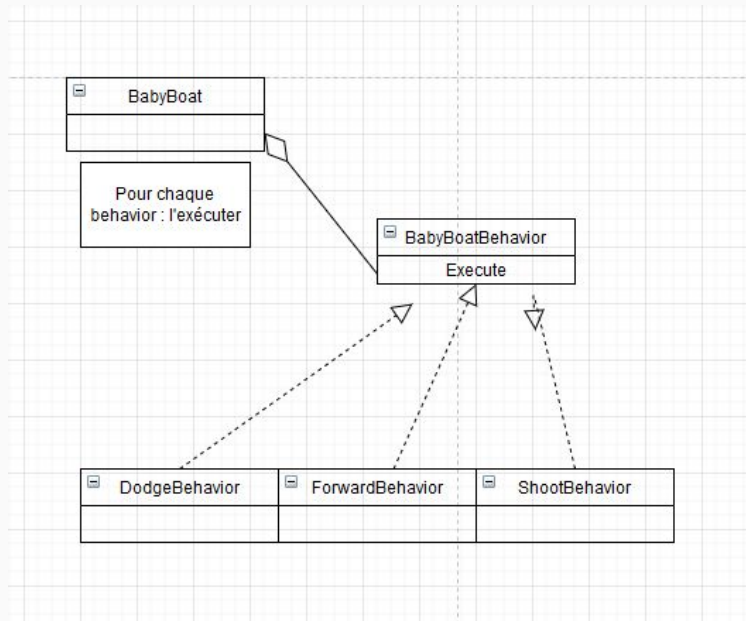 BabyBoat
Pour chaque
behavior : l'exécuter
BabyBoatBehavior
Execute
DodgeBehavior
ForwardBehavior
ShootBehavior